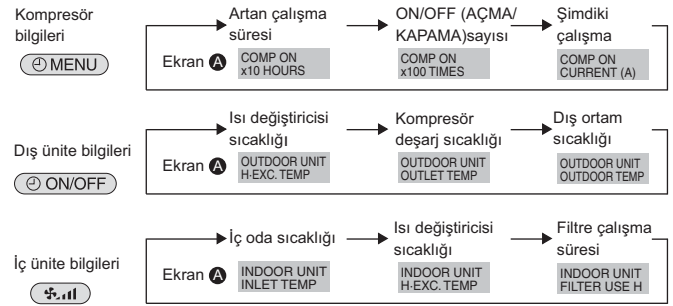 Kompresör
bilgileri
MENU
Artan çalışma
süresi
Ekran A
COMP ON
x10 HOURS
ON/OFF (AÇMA/
KAPAMA)sayısı
COMP ON
x100 TIMES
Şimdiki
çalışma
COMP ON
CURRENT (A)
Dış ünite bilgileri
ON/OFF
Isı değiştiricisi
sıcaklığı
Ekran A
OUTDOOR UNIT
H·EXC. TEMP
Kompresör
deşarj sıcaklığı
OUTDOOR UNIT
OUTLET TEMP
Dış ortam
sıcaklığı
OUTDOOR UNIT
OUTDOOR TEMP
İç ünite bilgileri
İç oda sıcaklığı
Ekran A
INDOOR UNIT
INLET TEMP
Isı değiştiricisi
sıcaklığı
INDOOR UNIT
H·EXC. TEMP
Filtre çalışma
süresi
INDOOR UNIT
FILTER USE H